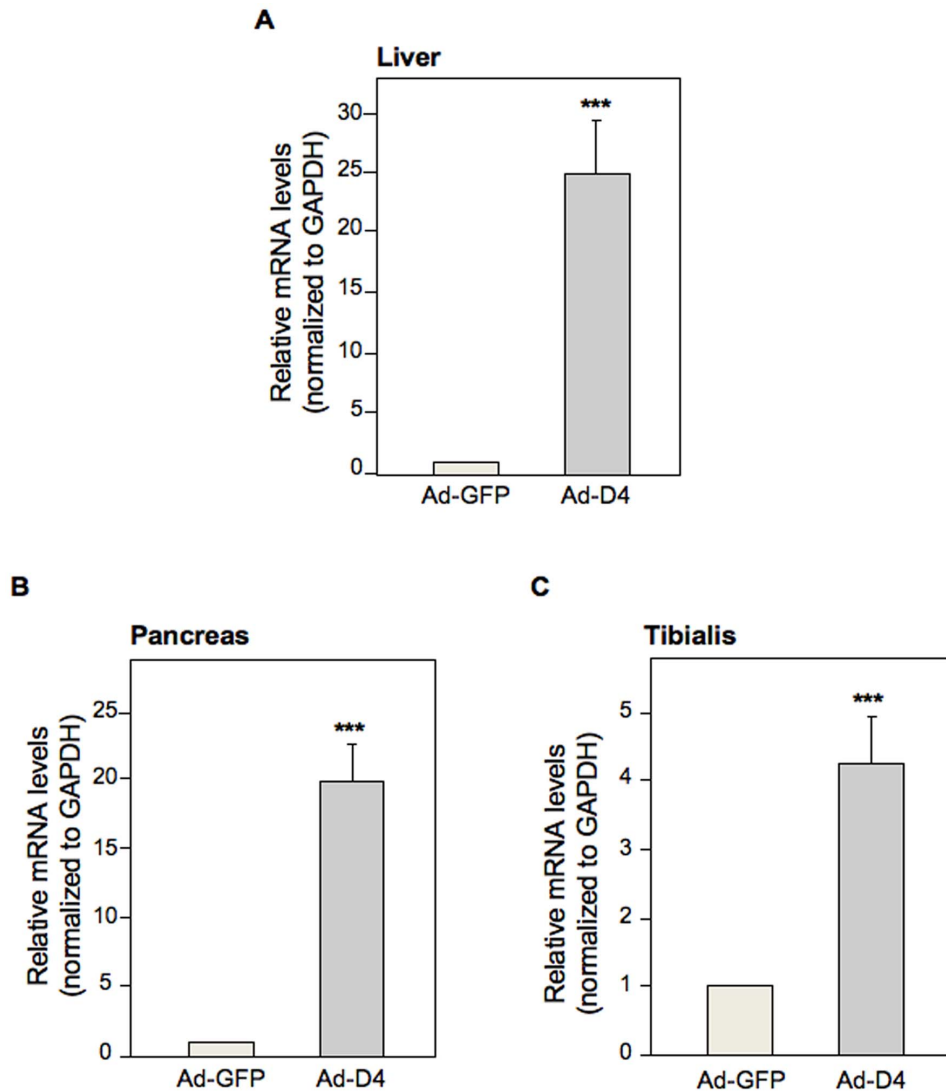 A
Liver
Relative mRNA levels
(normalized to GAPDH)
30
25
20
15
10
5
0
***
Ad-GFP Ad-D4
B
Pancreas
Relative mRNA levels
(normalized to GAPDH)
25
20
15
10
5
0
***
Ad-GFP Ad-D4
C
Tibialis
Relative mRNA levels
(normalized to GAPDH)
5
4
3
2
1
0
***
Ad-GFP Ad-D4